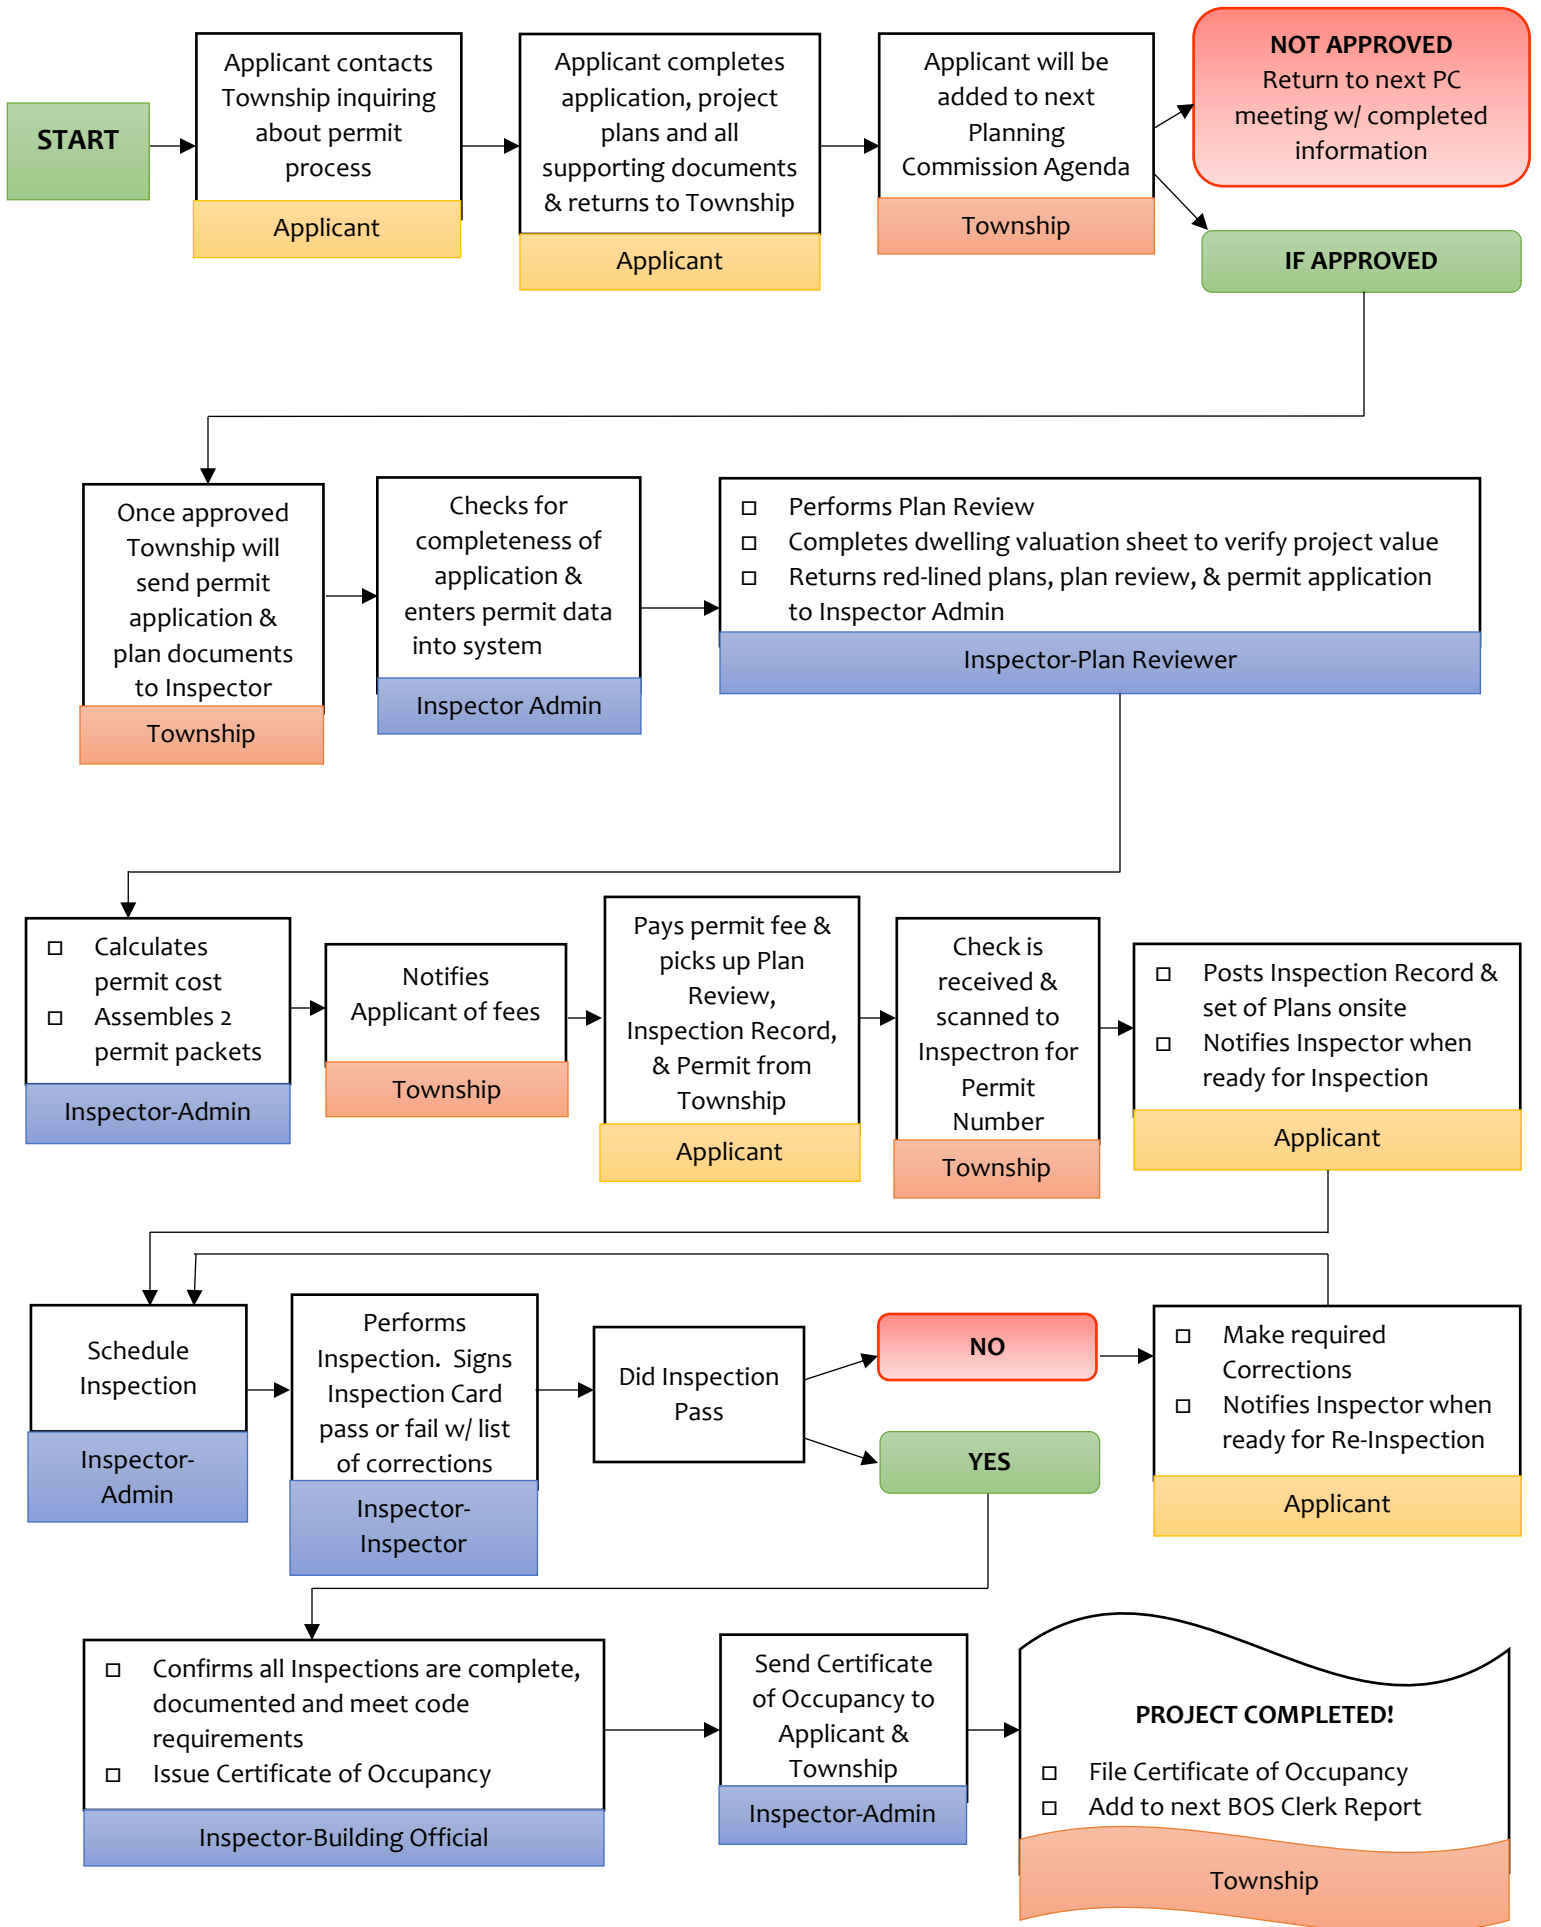 START
Applicant contacts
Township inquiring
about permit
process
Applicant
Applicant completes
application, project
plans and all
supporting documents
& returns to Township
Applicant
Applicant will be
added to next
Planning
Commission Agenda
Township
NOT APPROVED
Return to next PC
meeting w/ completed
information
IF APPROVED
Once approved
Township will
send permit
application &
plan documents
to Inspector
Township
Checks for
completeness of
application &
enters permit data
into system
Inspector Admin
Performs Plan Review
Completes dwelling valuation sheet to verify project value
Returns red-lined plans, plan review, & permit application
to Inspector Admin
Inspector-Plan Reviewer
Calculates
permit cost
Assembles 2
permit packets
Inspector-Admin
Notifies
Applicant of fees
Township
Pays permit fee &
picks up Plan
Review,
Inspection Record,
& Permit from
Township
Applicant
Check is
received &
scanned to
Inspectron for
Permit
Number
Township
Posts Inspection Record &
set of Plans onsite
Notifies Inspector when
ready for Inspection
Applicant
Schedule
Inspection
Inspector-
Admin
Performs
Inspection. Signs
Inspection Card
pass or fail w/ list
of corrections
Inspector-
Inspector
Did Inspection
Pass
NO
YES
Make required
Corrections
Notifies Inspector when
ready for Re-Inspection
Applicant
Confirms all Inspections are complete,
documented and meet code
requirements
Issue Certificate of Occupancy
Inspector-Building Official
Send Certificate
of Occupancy to
Applicant &
Township
Inspector-Admin
PROJECT COMPLETED!
File Certificate of Occupancy
Add to next BOS Clerk Report
Township